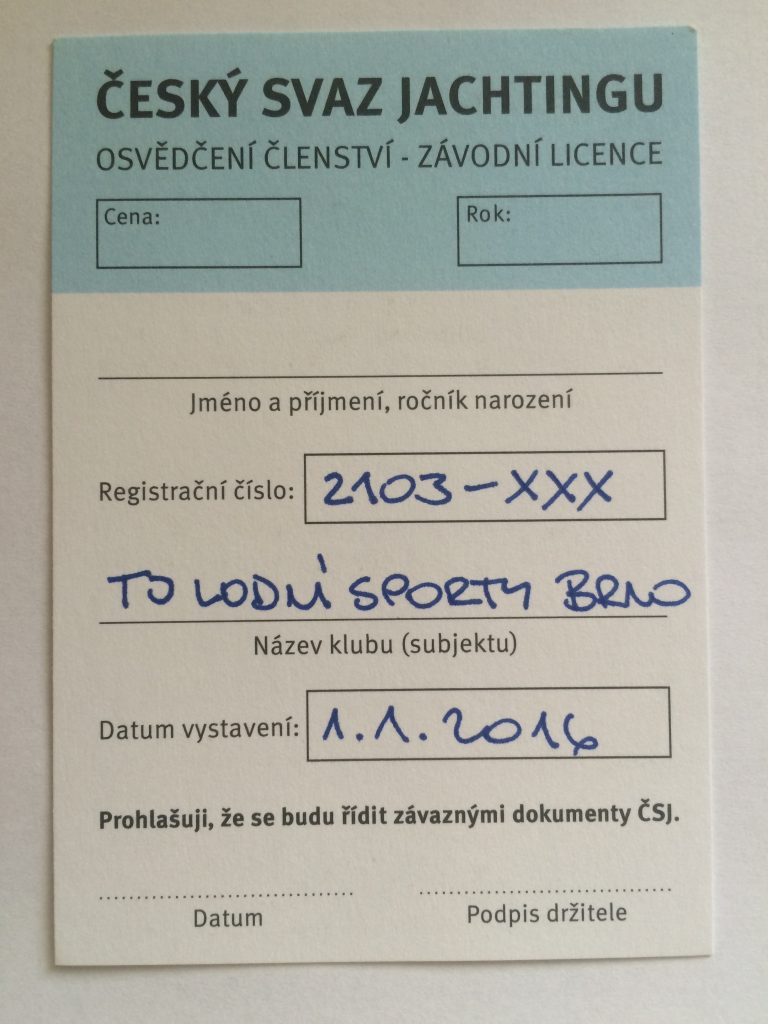 ČESKÝ SVAZ JACHTINGU
OSVĚDČENÍ ČLENSTVÍ - ZÁVODNÍ LICENCE
Cena: Rok:
Jméno a příjmení, ročník narození
Registrační číslo: 2103-XXX
TJ LODNÍ SPORTY BRNO
Název klubu (subjektu)
Datum vystavení: 1.1.2016
Prohlašuji, že se budu řídit závaznými dokumenty ČSJ.
Datum Podpis držitele